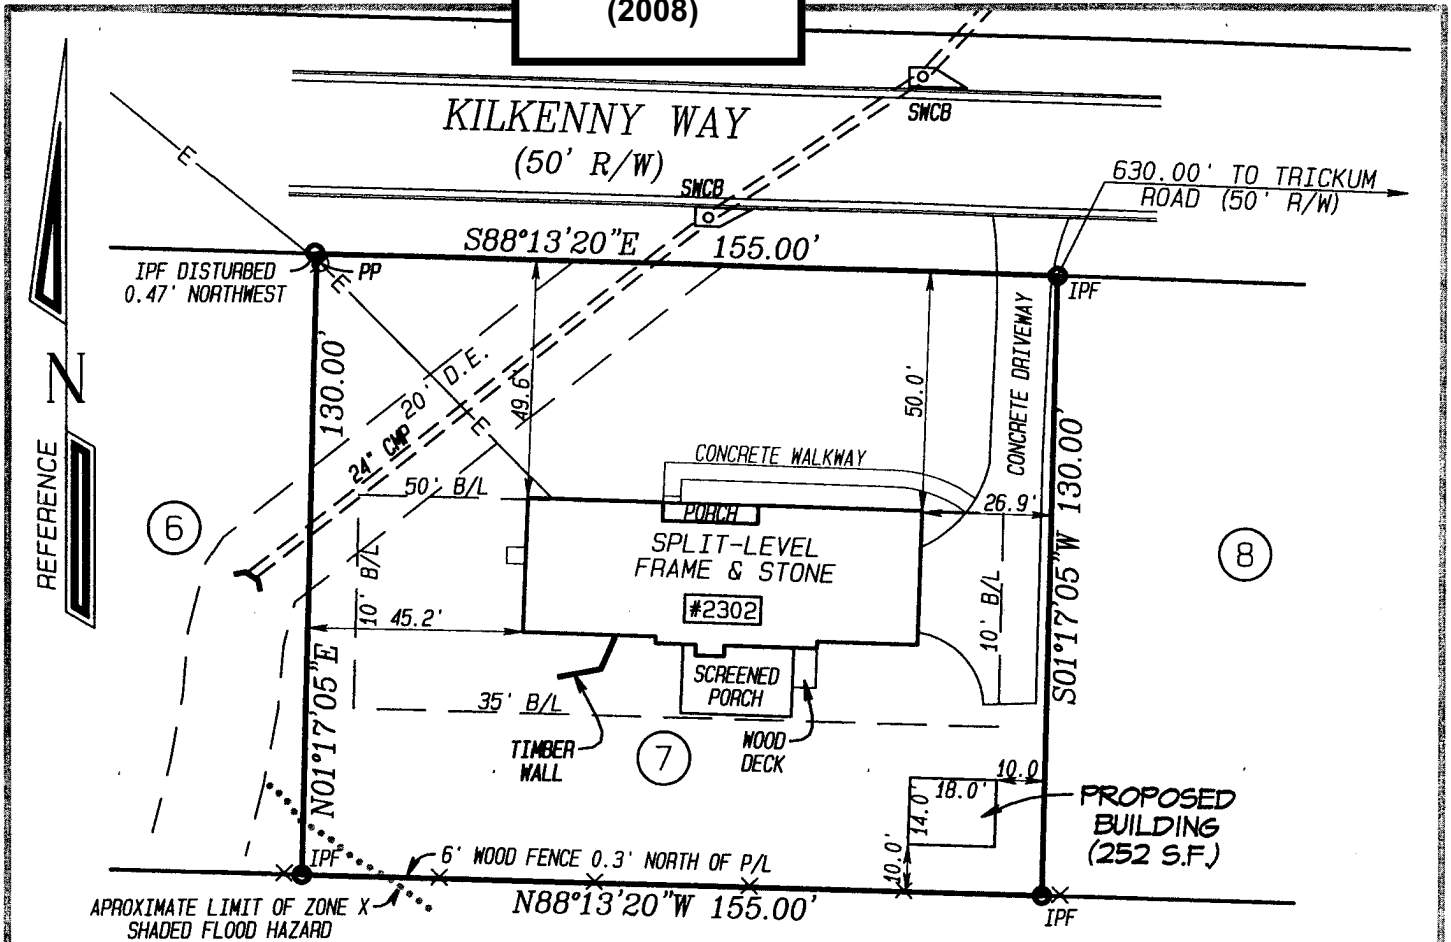 (2008)
KILKENNY WAY
(50' R/W)
SWCB
SWCB
630.00' TO TRICKUM
ROAD (50' R/W)
E
S88°13'20"E 155.00'
IPF DISTURBED
0.47' NORTHWEST
PP
IPF
E
N
REFERENCE
130.00'
20' D.E.
24" CMP
E
49.6'
50.0'
CONCRETE DRIVEWAY
CONCRETE WALKWAY
50' B/L
26.9'
PORCH
SPLIT-LEVEL
FRAME & STONE
#2302
6
8
10' B/L
45.2'
10' B/L
S01°17'05"W 130.00'
N01°17'05"E
SCREENED
PORCH
35' B/L
TIMBER
WALL
7
WOOD
DECK
10.0
18.0'
14.0'
10.0'
PROPOSED
BUILDING
(252 S.F.)
IPF
6' WOOD FENCE 0.3' NORTH OF P/L
N88°13'20"W 155.00'
IPF
APROXIMATE LIMIT OF ZONE X
SHADED FLOOD HAZARD